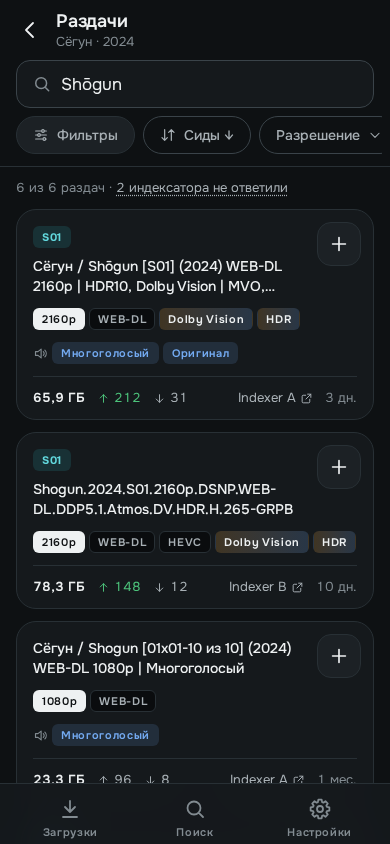 Раздачи
Сёгун · 2024
Shōgun
Фильтры
Сиды ↓
Разрешение
6 из 6 раздач · 2 индексатора не ответили
S01
Сёгун / Shōgun [S01] (2024) WEB-DL
2160p | HDR10, Dolby Vision | MVO,...
2160p WEB-DL Dolby Vision HDR
Многоголосый Оригинал
65,9 ГБ ↑ 212 ↓ 31 Indexer A 3 дн.
S01
Shogun.2024.S01.2160p.DSNP.WEB-
DL.DDP5.1.Atmos.DV.HDR.H.265-GRPB
2160p WEB-DL HEVC Dolby Vision HDR
78,3 ГБ ↑ 148 ↓ 12 Indexer B 10 дн.
Сёгун / Shogun [01x01-10 из 10] (2024)
WEB-DL 1080p | Многоголосый
1080p WEB-DL
Многоголосый
23,3 ГБ ↑ 96 ↓ 8 Indexer A 1 мес.
Загрузки Поиск Настройки